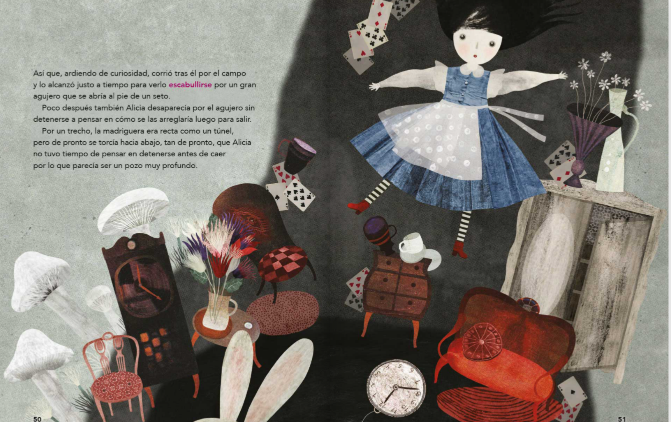 Así que, ardiendo de curiosidad, corrió tras él por el campo
y lo alcanzó justo a tiempo para verlo escabullirse por un gran
agujero que se abría al pie de un seto.
Poco después también Alicia desaparecía por el agujero sin
detenerse a pensar en cómo se las arreglaría luego para salir.
Por un trecho, la madriguera era recta como un túnel,
pero de pronto se torcía hacia abajo, tan de pronto, que Alicia
no tuvo tiempo de pensar en detenerse antes de caer
por lo que parecía ser un pozo muy profundo.
50
51